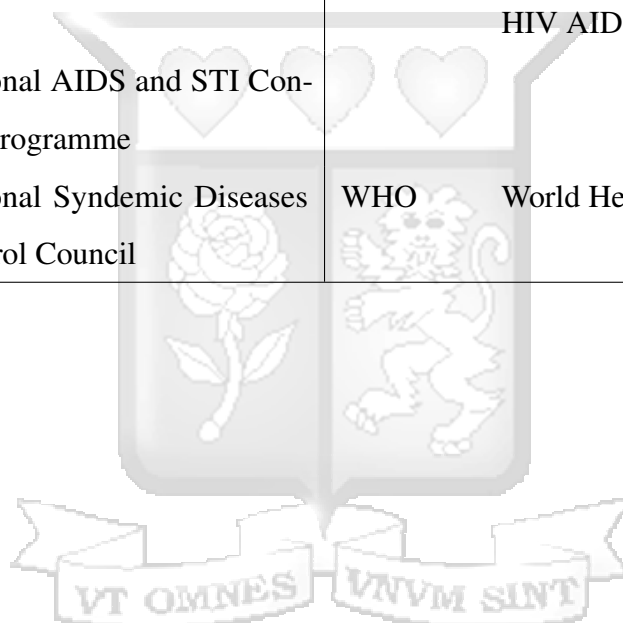 HIV AID
onal AIDS and STI Con-
rogramme
onal Syndemic Diseases WHO World He
rol Council
VT OMNES VNVM SINT